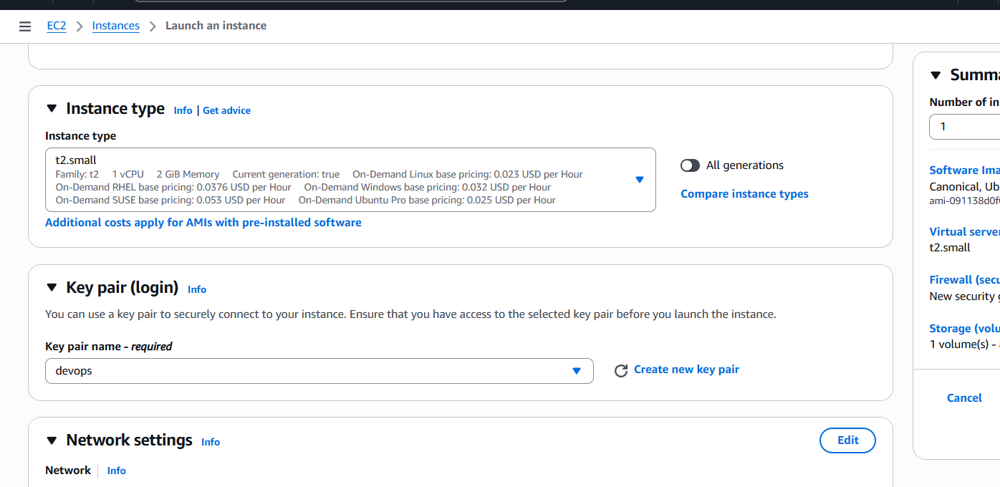 EC2 Instances Launch an instance
Instance type Info | Get advice
Instance type
t2.small
Family: t2 1 vCPU 2 GiB Memory Current generation: true On-Demand Linux base pricing: 0.023 USD per Hour
On-Demand RHEL base pricing: 0.0376 USD per Hour On-Demand Windows base pricing: 0.032 USD per Hour
On-Demand SUSE base pricing: 0.053 USD per Hour On-Demand Ubuntu Pro base pricing: 0.025 USD per Hour
All generations
Compare instance types
Additional costs apply for AMIs with pre-installed software
Key pair (login) Info
You can use a key pair to securely connect to your instance. Ensure that you have access to the selected key pair before you launch the instance.
Key pair name - required
devops
Create new key pair
Network settings Info
Edit
Network Info
Summa
Number of in
1
Software Ima
Canonical, Ub
ami-091138d0f
Virtual server
t2.small
Firewall (secu
New security
Storage (volu
1 volume(s) -
Cancel